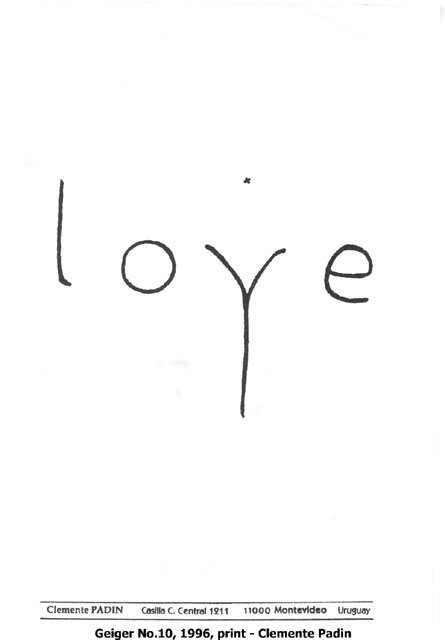 loye
Clemente PADIN Casilla C. Central 1211 11000 Montevideo Uruguay
Geiger No.10, 1996, print - Clemente Padin